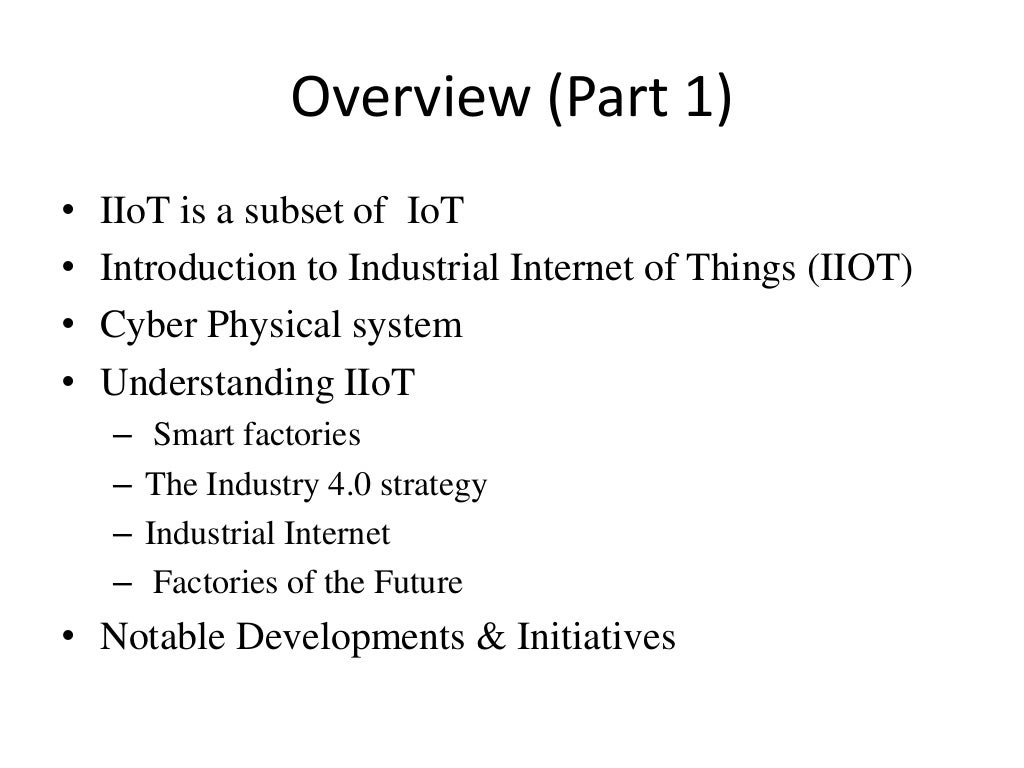 Overview (Part 1)
• IIoT is a subset of  IoT
• Introduction to Industrial Internet of Things (IIOT)
• Cyber Physical system
• Understanding IIoT
–  Smart factories
– The Industry 4.0 strategy
– Industrial Internet
–  Factories of the Future
• Notable Developments & Initiatives